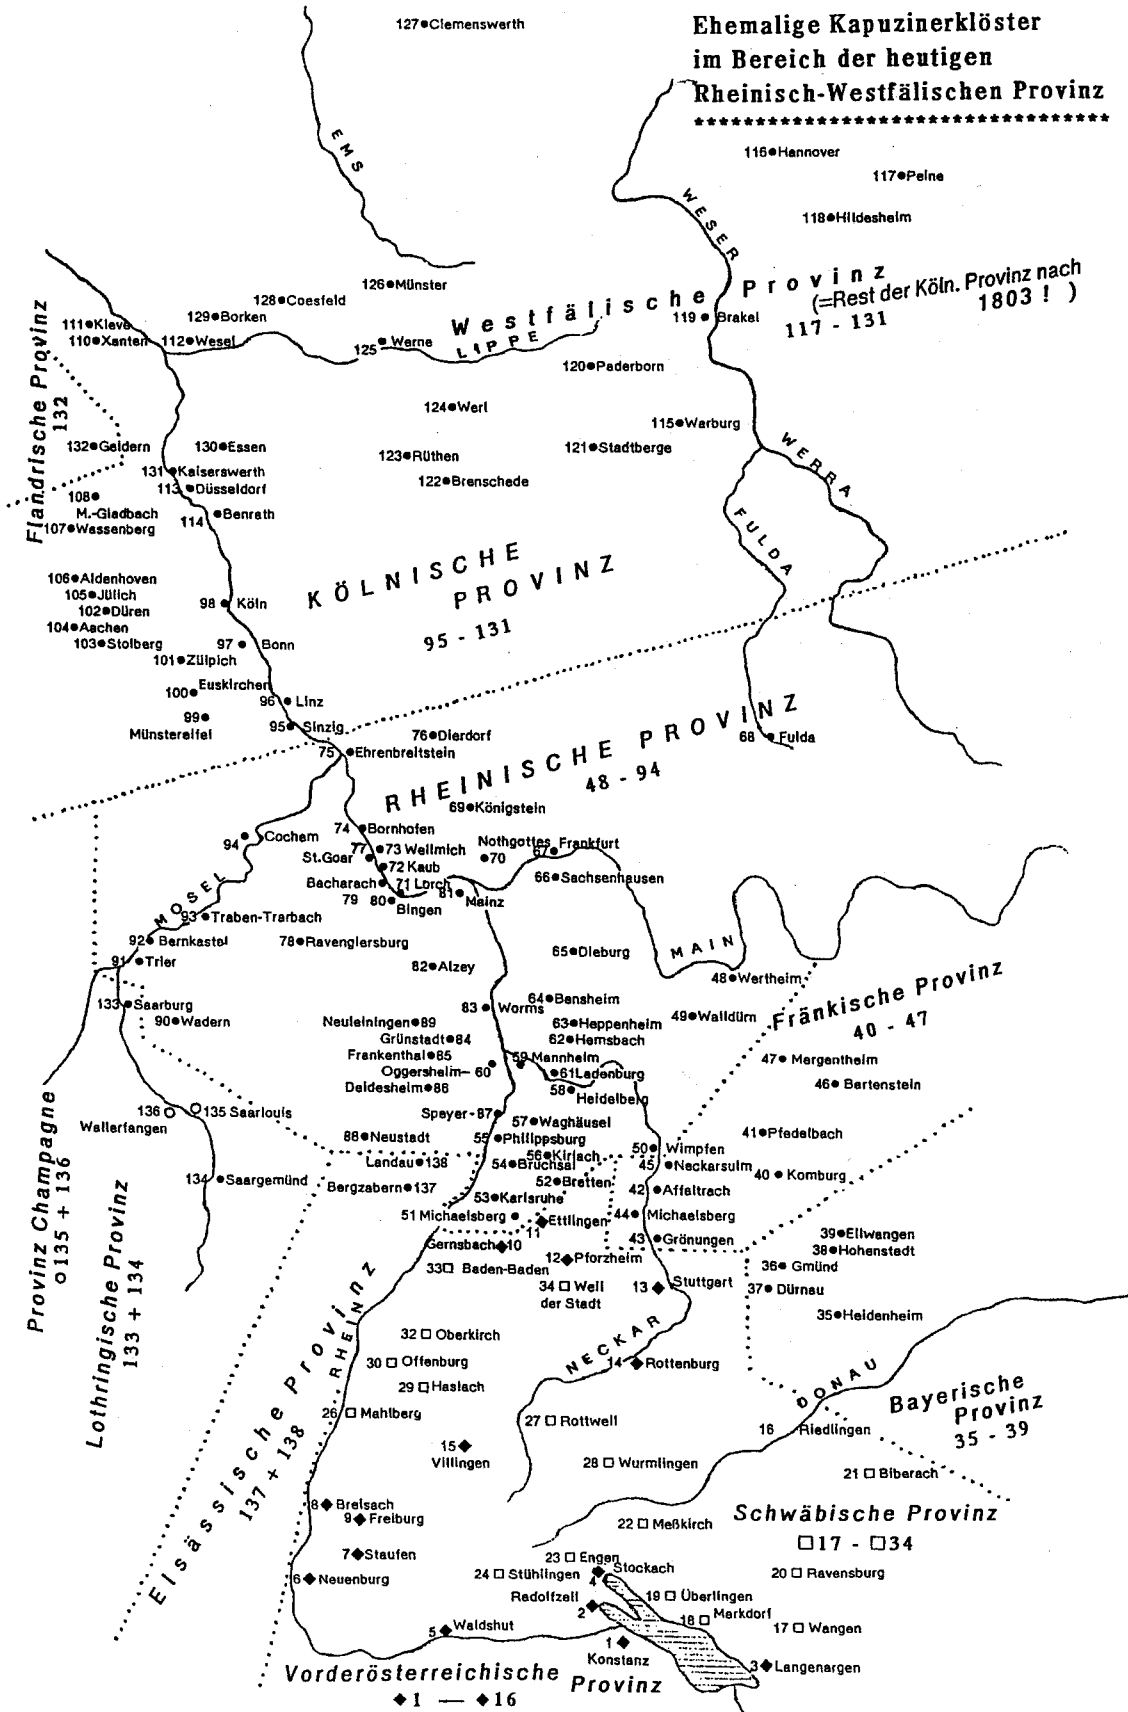 Ehemalige Kapuzinerklöster
im Bereich der heutigen
Rheinisch-Westfälischen Provinz
*********************************
127 Clemenswerth
EMS
116 Hannover
117 Peine
118 Hildesheim
WESER
Westfälische Provinz
(=Rest der Köln. Provinz nach
1803 ! )
117 - 131
126 Münster
128 Coesfeld
129 Borken
111 Kleve
110 Xanten
112 Wesel
125 Werne
LIPPE
119 Brakel
Flandrische Provinz
132
120 Paderborn
124 Werl
115 Warburg
132 Geldern
130 Essen
123 Rüthen
121 Stadtberge
WERRA
131 Kaiserswerth
113 Düsseldorf
122 Brenschede
108
M.-Gladbach
114 Benrath
107 Wassenberg
FULDA
KÖLNISCHE
PROVINZ
95 - 131
106 Aldenhoven
105 Jülich
102 Düren
104 Aachen
103 Stolberg
98 Köln
97 Bonn
101 Zülpich
100 Euskirchen
96 Linz
99
Münstereifel
95 Sinzig
76 Dierdorf
75 Ehrenbreitstein
68 Fulda
RHEINISCHE PROVINZ
48 - 94
69 Königstein
74 Bornhofen
94 Cochem
77 73 Wellmich
St.Goar
72 Kaub
Nothgottes
70
67 Frankfurt
66 Sachsenhausen
Bacharach 71 Lorch
79 80
Bingen
81 Mainz
MOSEL
93 Traben-Trarbach
92 Bernkastel
78 Ravengiersburg
65 Dieburg
MAIN
91 Trier
82 Alzey
48 Wertheim
133 Saarburg
83 Worms
64 Bensheim
90 Wadern
Neuleiningen 89
63 Heppenheim
49 Walldürn
Fränkische Provinz
40 - 47
Grünstadt 84
62 Hemsbach
Frankenthal 85
59 Mannheim
47 Mergentheim
Oggersheim- 60
61 Ladenburg
46 Bertenstein
Deidesheim 86
58 Heidelberg
136
Wallerfangen
135 Saarlouis
Speyer-87
57 Waghäusel
88 Neustadt
55 Philippsburg
41 Pfedelbach
50 Wimpfen
56 Kirlach
Landau 138
54 Bruchsal
45 Neckarsulm
134 Saargemünd
Bergzabern 137
52 Bretten
40 Komburg
53 Karlsruhe
42 Affaltrach
51 Michaelsberg
11 Ettlingen
44 Michaelsberg
Provinz Champagne
135 + 136
Lothringische Provinz
133 + 134
39 Ellwangen
38 Hohenstadt
43 Grönungen
Gernsbach 10
12 Pforzheim
36 Gmünd
33 Baden-Baden
34 Weil
der Stadt
13 Stuttgart
37 Dürnau
35 Heidenheim
Elsässische Provinz
137 + 138
RHEIN
32 Oberkirch
NECKAR
30 Offenburg
14 Rottenburg
29 Haslach
DONAU
Bayerische
Provinz
35 - 39
26 Mahlberg
27 Rottweil
16 Riedlingen
15
Villingen
28 Wurmlingen
21 Biberach
8 Breisach
9 Freiburg
Schwäbische Provinz
17 - 34
22 Meßkirch
7 Staufen
23 Engen
24 Stühlingen
4 Stockach
6 Neuenburg
20 Ravensburg
Radolfzell
2
19 Überlingen
18 Markdorf
17 Wangen
5 Waldshut
1
Konstanz
3 Langenargen
Vorderösterreichische Provinz
1 — 16